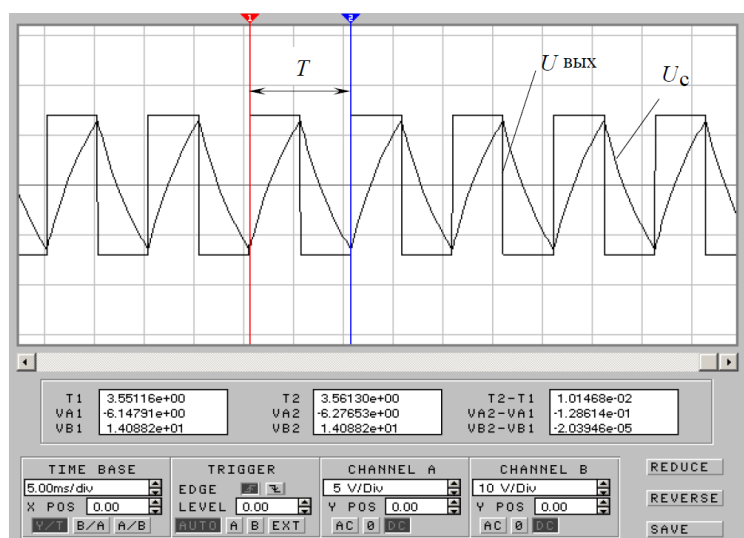 1 2
T
U вых
Uc
T1 3.55116e+00 T2 3.56130e+00 T2-T1 1.01468e-02
VA1 -6.14791e+00 VA2 -6.27653e+00 VA2-VA1 -1.28614e-01
VB1 1.40882e+01 VB2 1.40882e+01 VB2-VB1 -2.03946e-05
TIME BASE
5.00ms/div
X POS 0.00
Y/T B/A A/B
TRIGGER
EDGE
LEVEL 0.00
AUTO A B EXT
CHANNEL A
5 V/Div
Y POS 0.00
AC 0 DC
CHANNEL B
10 V/Div
Y POS 0.00
AC 0 DC
REDUCE
REVERSE
SAVE